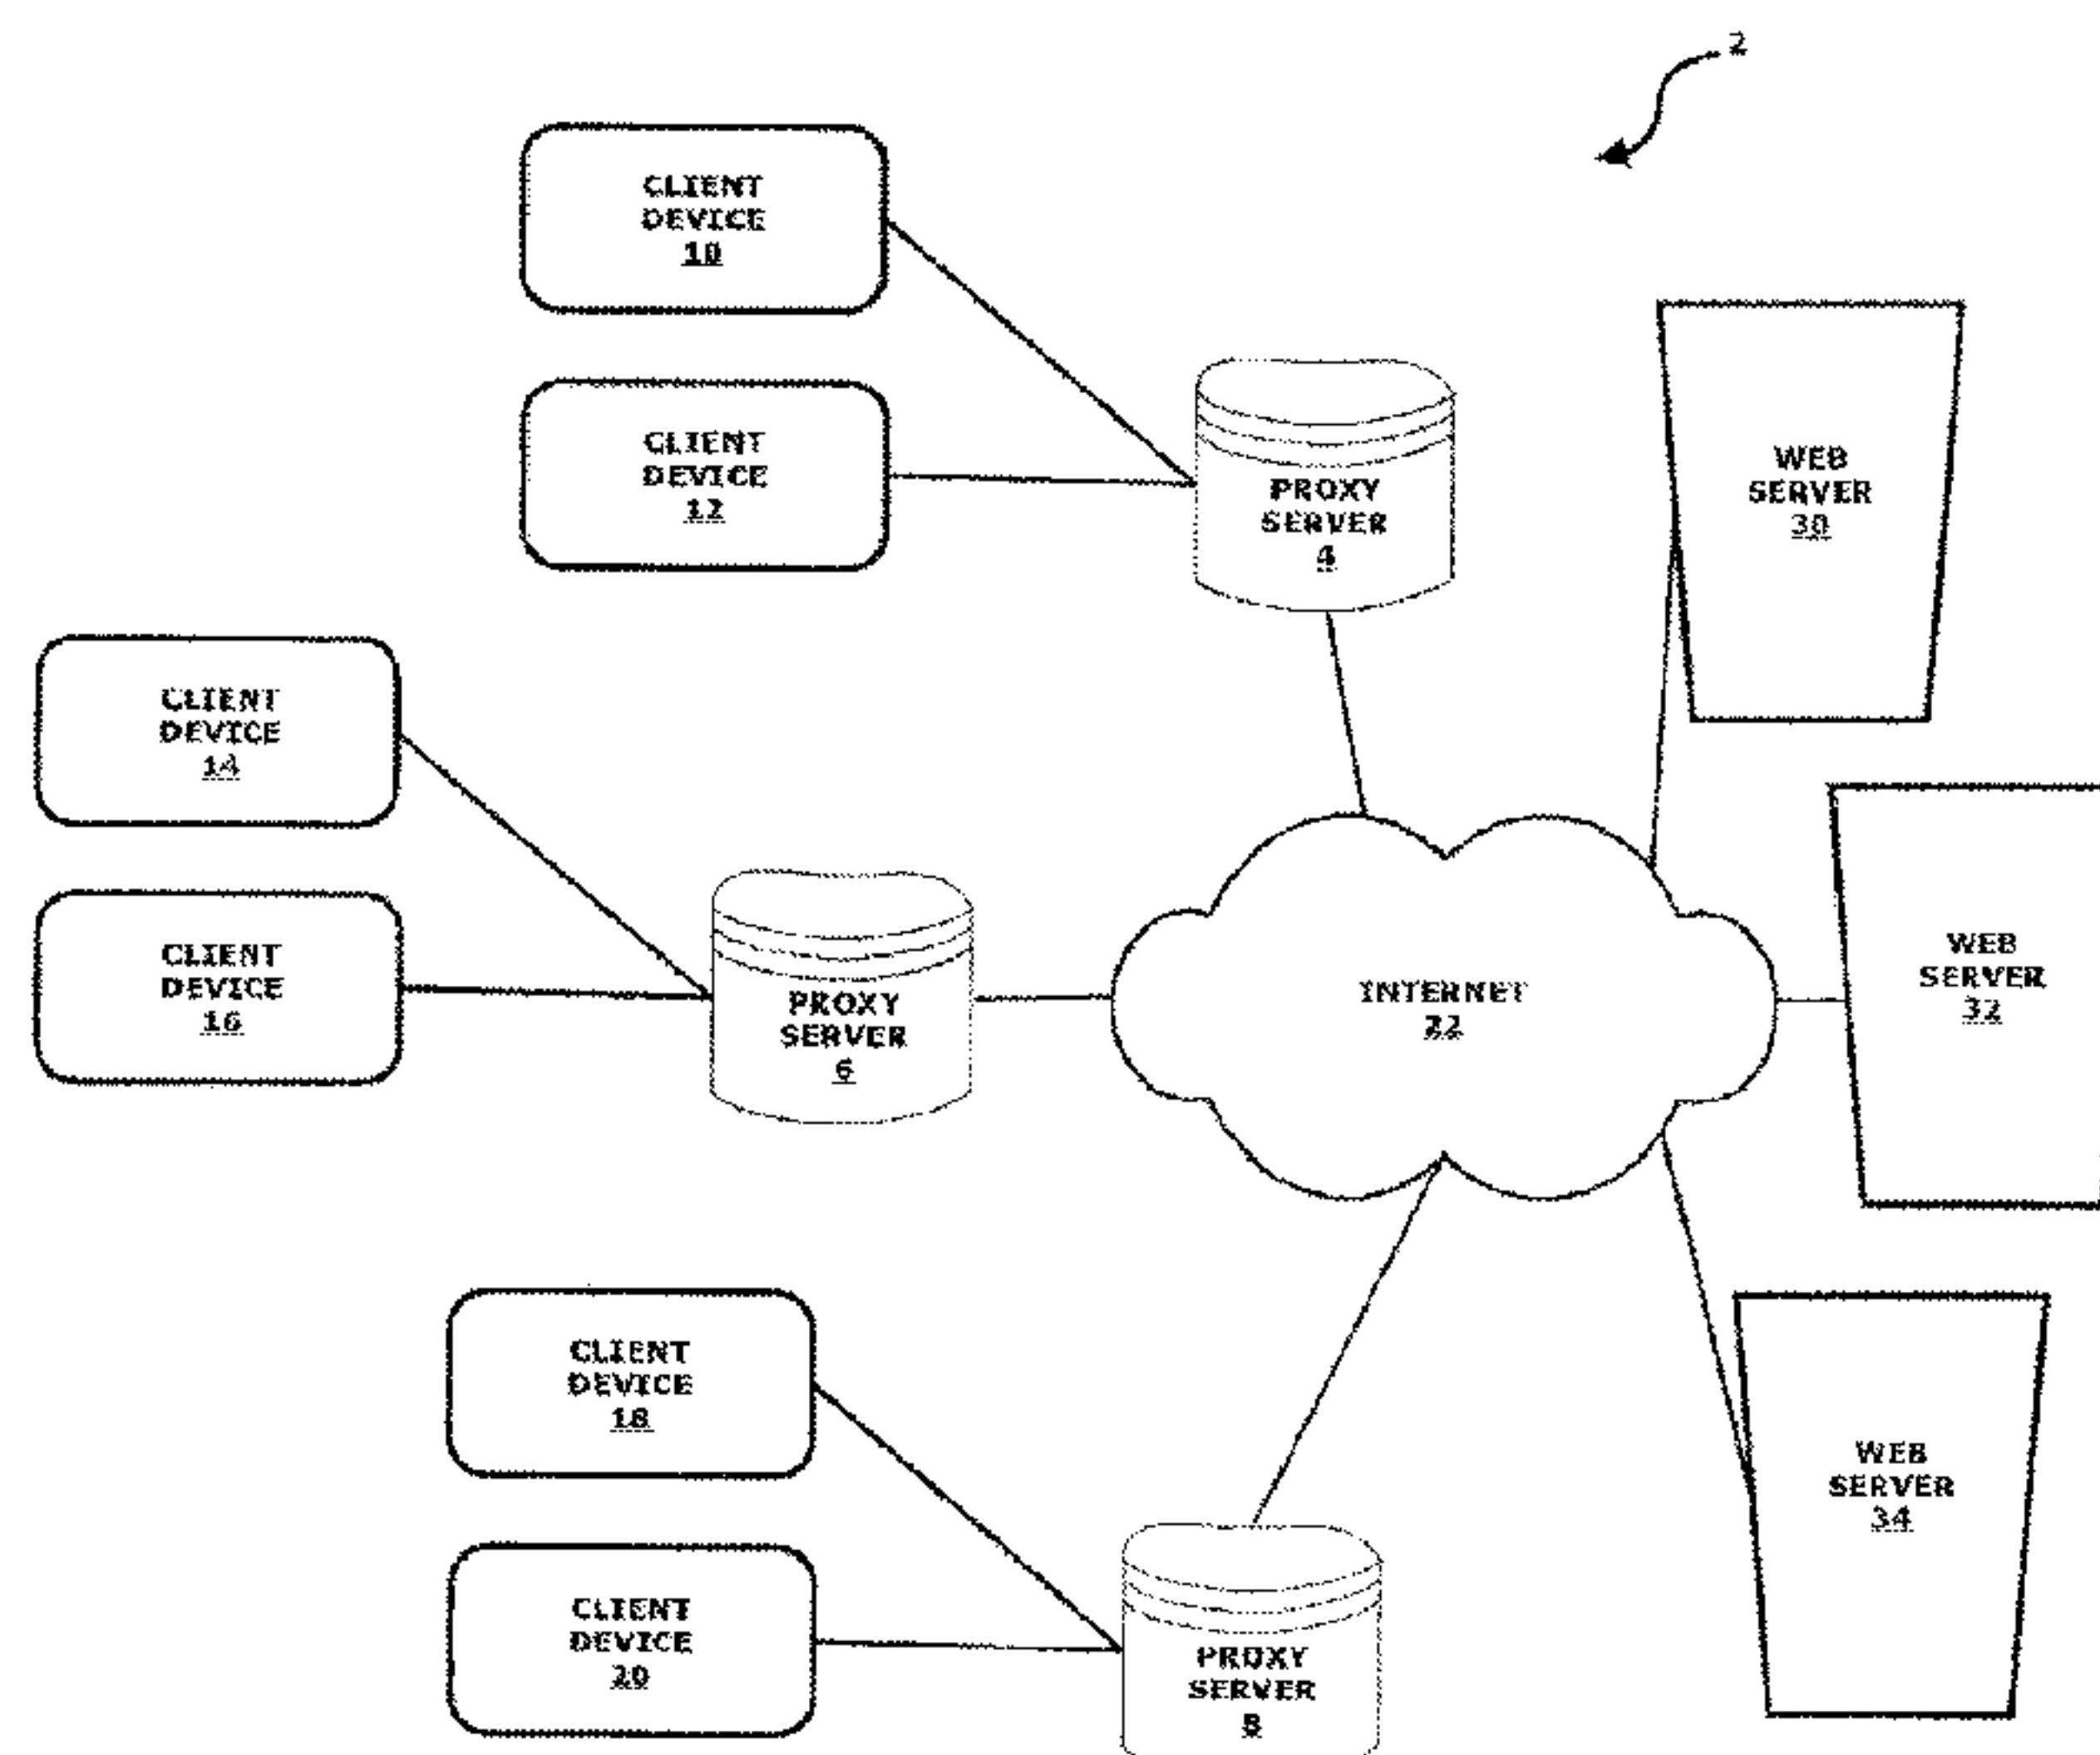 2
CLIENT
DEVICE
10
CLIENT
DEVICE
12
PROXY
SERVER
4
WEB
SERVER
30
CLIENT
DEVICE
14
CLIENT
DEVICE
16
PROXY
SERVER
6
INTERNET
22
WEB
SERVER
32
CLIENT
DEVICE
18
CLIENT
DEVICE
20
PROXY
SERVER
8
WEB
SERVER
34